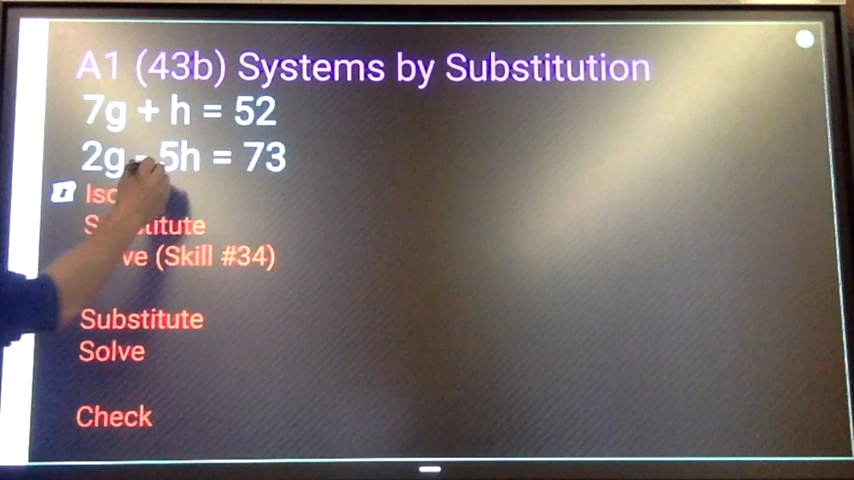 A1 (43b) Systems by Substitution
7g + h = 52
2g - 5h = 73
(Skill #34)
Substitute
Solve
Check